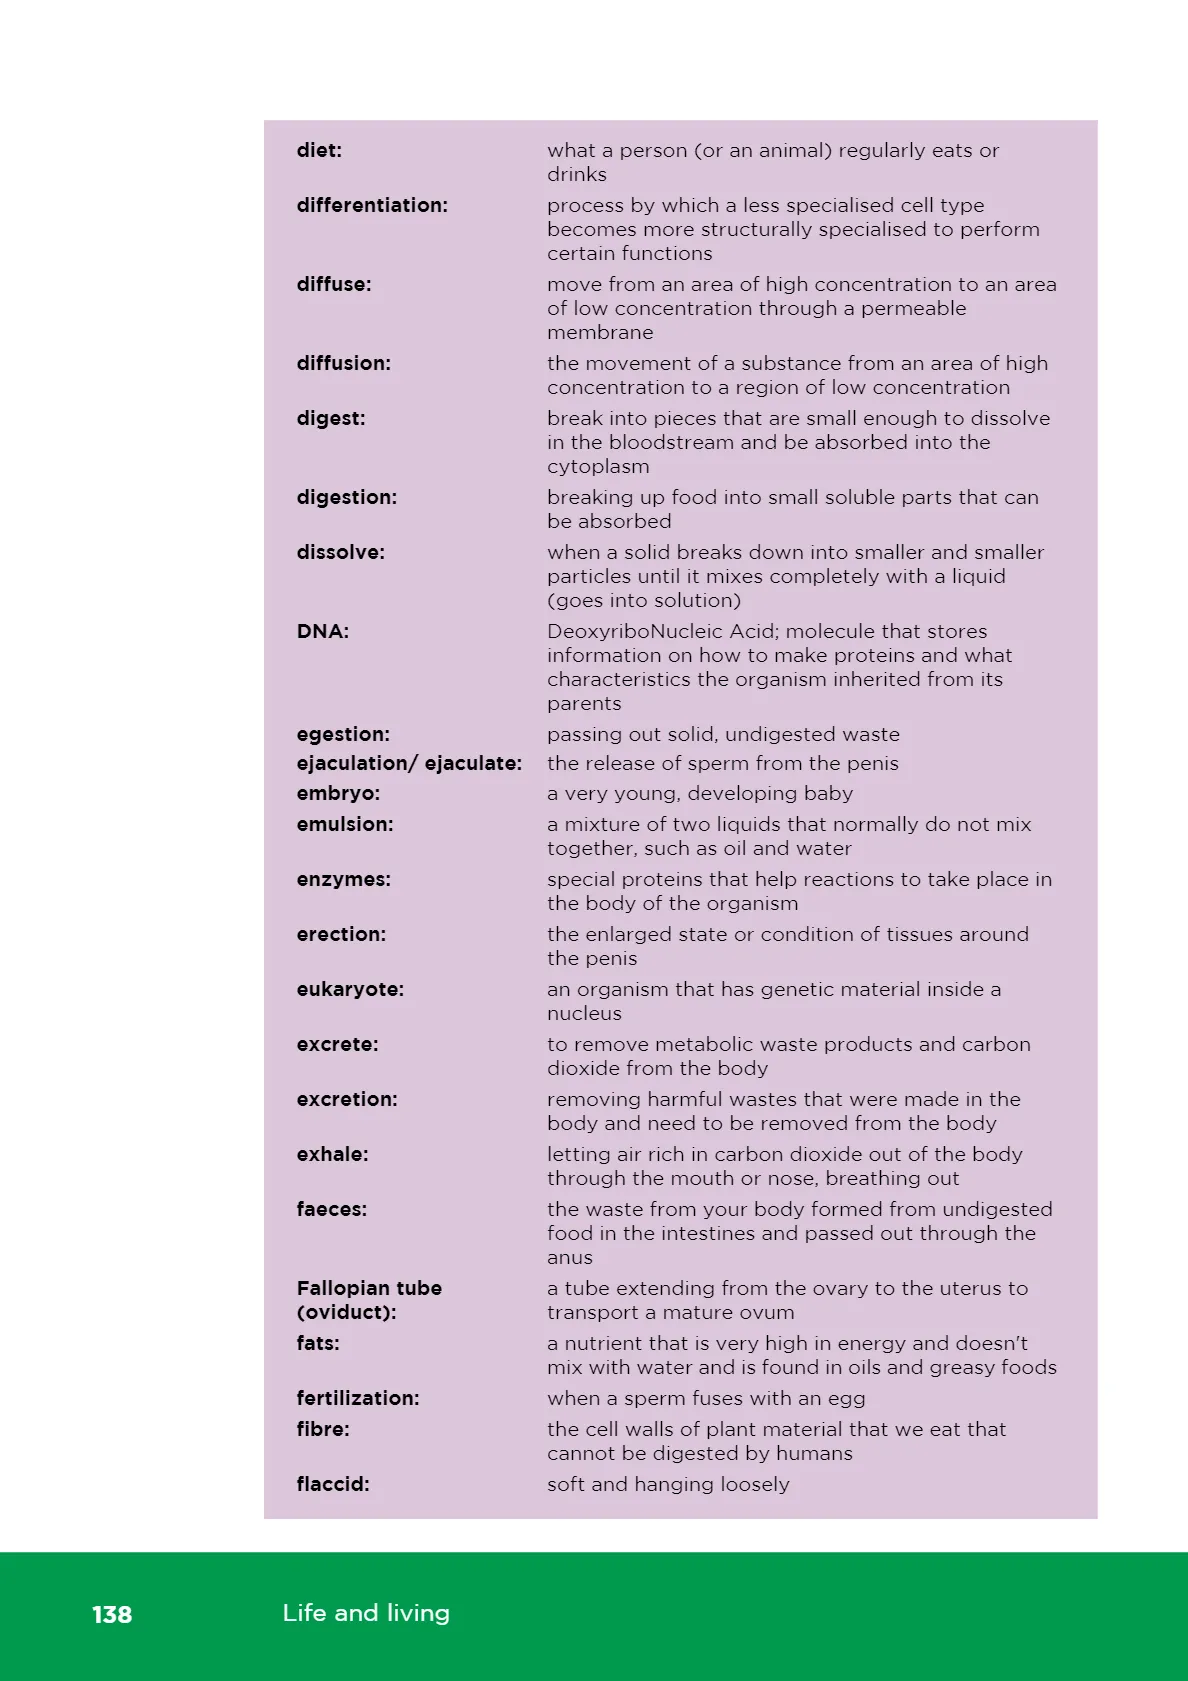 diet: what a person (or an animal) regularly eats or
drinks
differentiation: process by which a less specialised cell type
becomes more structurally specialised to perform
certain functions
diffuse: move from an area of high concentration to an area
of low concentration through a permeable
membrane
diffusion: the movement of a substance from an area of high
concentration to a region of low concentration
digest: break into pieces that are small enough to dissolve
in the bloodstream and be absorbed into the
cytoplasm
digestion: breaking up food into small soluble parts that can
be absorbed
dissolve: when a solid breaks down into smaller and smaller
particles until it mixes completely with a liquid
(goes into solution)
DNA: DeoxyriboNucleic Acid; molecule that stores
information on how to make proteins and what
characteristics the organism inherited from its
parents
egestion: passing out solid, undigested waste
ejaculation/ ejaculate: the release of sperm from the penis
embryo: a very young, developing baby
emulsion: a mixture of two liquids that normally do not mix
together, such as oil and water
enzymes: special proteins that help reactions to take place in
the body of the organism
erection: the enlarged state or condition of tissues around
the penis
eukaryote: an organism that has genetic material inside a
nucleus
excrete: to remove metabolic waste products and carbon
dioxide from the body
excretion: removing harmful wastes that were made in the
body and need to be removed from the body
exhale: letting air rich in carbon dioxide out of the body
through the mouth or nose, breathing out
faeces: the waste from your body formed from undigested
food in the intestines and passed out through the
anus
Fallopian tube a tube extending from the ovary to the uterus to
(oviduct): transport a mature ovum
fats: a nutrient that is very high in energy and doesn't
mix with water and is found in oils and greasy foods
fertilization: when a sperm fuses with an egg
fibre: the cell walls of plant material that we eat that
cannot be digested by humans
flaccid: soft and hanging loosely
138 Life and living